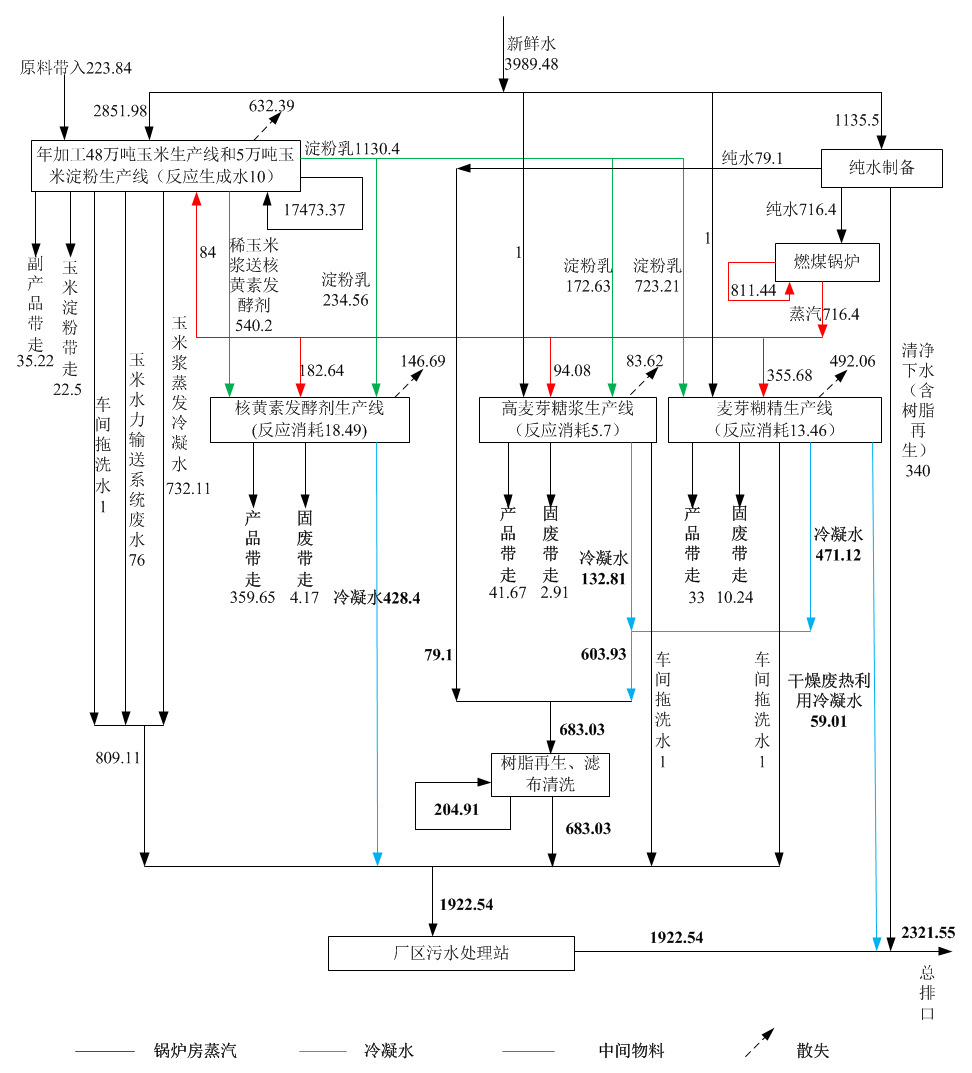 新鲜水
3989.48
原料带入223.84
2851.98
632.39
1135.5
年加工48万吨玉米生产线和5万吨玉
米淀粉生产线（反应生成水10）
淀粉乳1130.4
纯水79.1
纯水制备
17473.37
纯水716.4
84
稀玉米
浆送核
黄素发
酵剂
540.2
淀粉乳
234.56
1
淀粉乳
172.63
淀粉乳
723.21
1
燃煤锅炉
811.44
蒸汽716.4
副产品带走
35.22
玉米淀粉带走
22.5
车间拖洗水1
玉米水力输送系统废水
76
玉米浆蒸发冷凝水
732.11
182.64
146.69
94.08
83.62
355.68
492.06
清净
下水
（含
树脂
再
生）
340
核黄素发酵剂生产线
(反应消耗18.49)
高麦芽糖浆生产线
（反应消耗5.7）
麦芽糊精生产线
（反应消耗13.46）
产品带走
359.65
固废带走
4.17
冷凝水428.4
产品带走
41.67
固废带走
2.91
冷凝水
132.81
产品带走
33
固废带走
10.24
冷凝水
471.12
79.1
603.93
车间拖洗水1
车间拖洗水1
干燥废热利
用冷凝水
59.01
809.11
683.03
树脂再生、滤
布清洗
204.91
683.03
1922.54
厂区污水处理站
1922.54
2321.55
总排口
锅炉房蒸汽
冷凝水
中间物料
散失